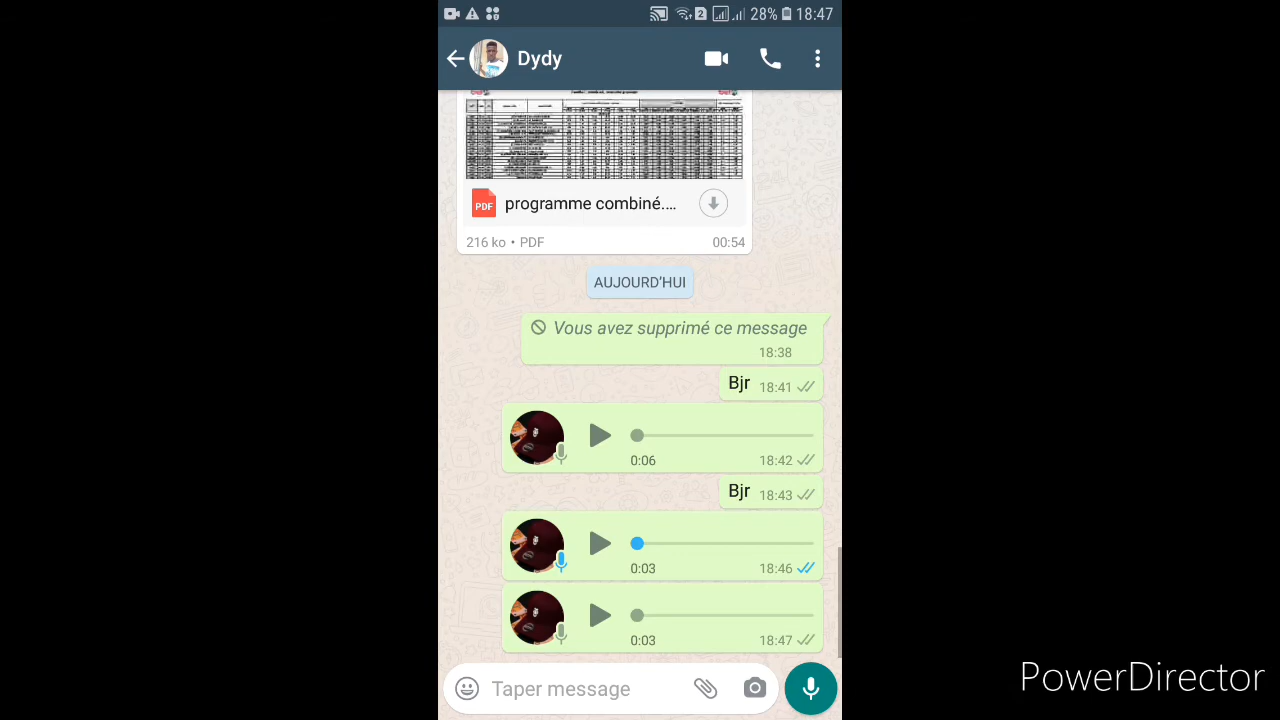 2 28% 18:47
Dydy
PDF programme combiné....
216 ko • PDF 00:54
AUJOURD'HUI
Vous avez supprimé ce message
18:38
Bjr 18:41
0:06 18:42
Bjr 18:43
0:03 18:46
0:03 18:47
Taper message
PowerDirector